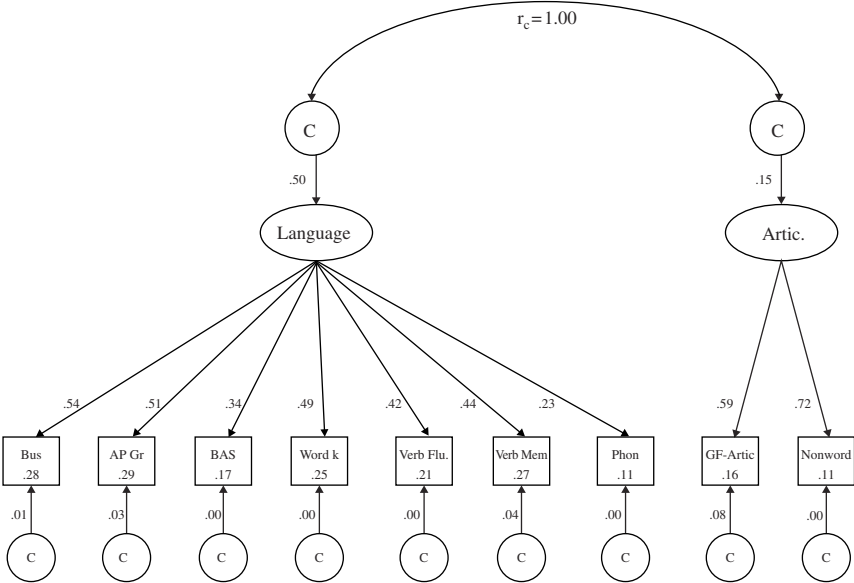 r_c=1.00
C C
.50 .15
Language Artic.
.54 .51 .34 .49 .42 .44 .23 .59 .72
Bus AP Gr BAS Word k Verb Flu. Verb Mem Phon GF-Artic Nonword
.28 .29 .17 .25 .21 .27 .11 .16 .11
.01 .03 .00 .00 .00 .04 .00 .08 .00
C C C C C C C C C